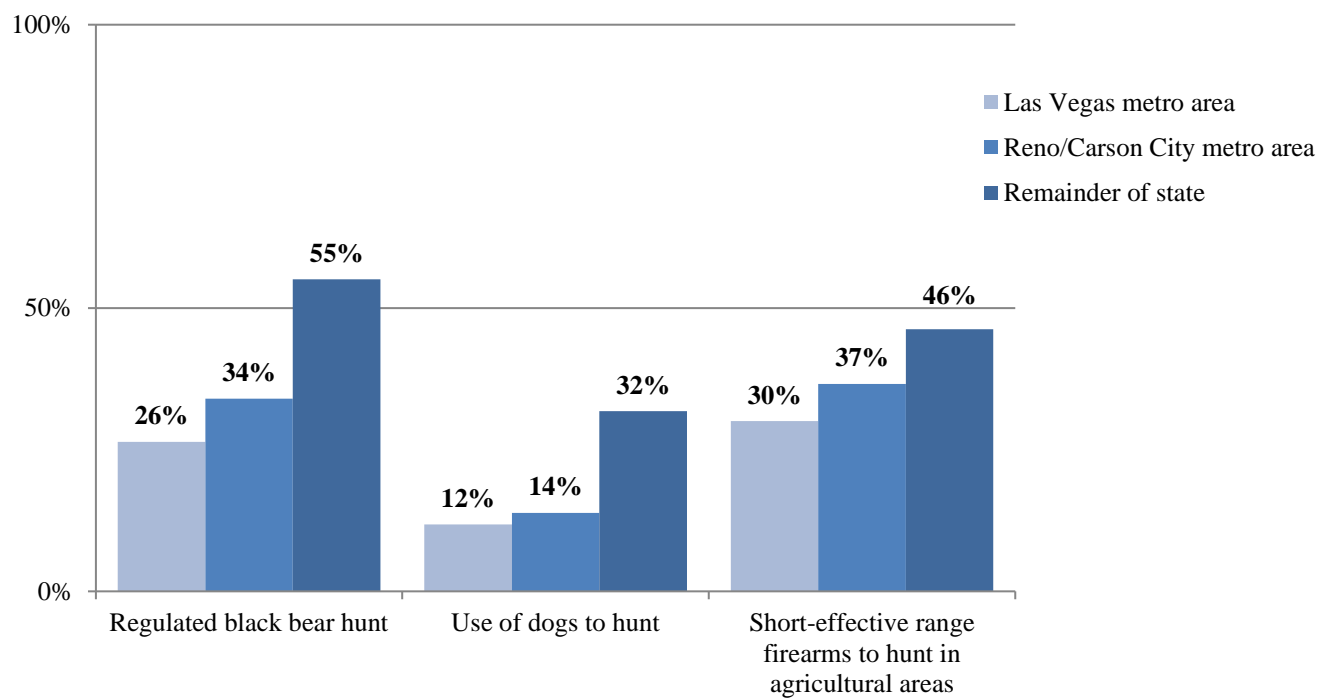 100%
Las Vegas metro area
Reno/Carson City metro area
Remainder of state
55%
50%
46%
37%
34%
32%
30%
26%
14%
12%
0%
Regulated black bear hunt
Use of dogs to hunt
Short-effective range
firearms to hunt in
agricultural areas